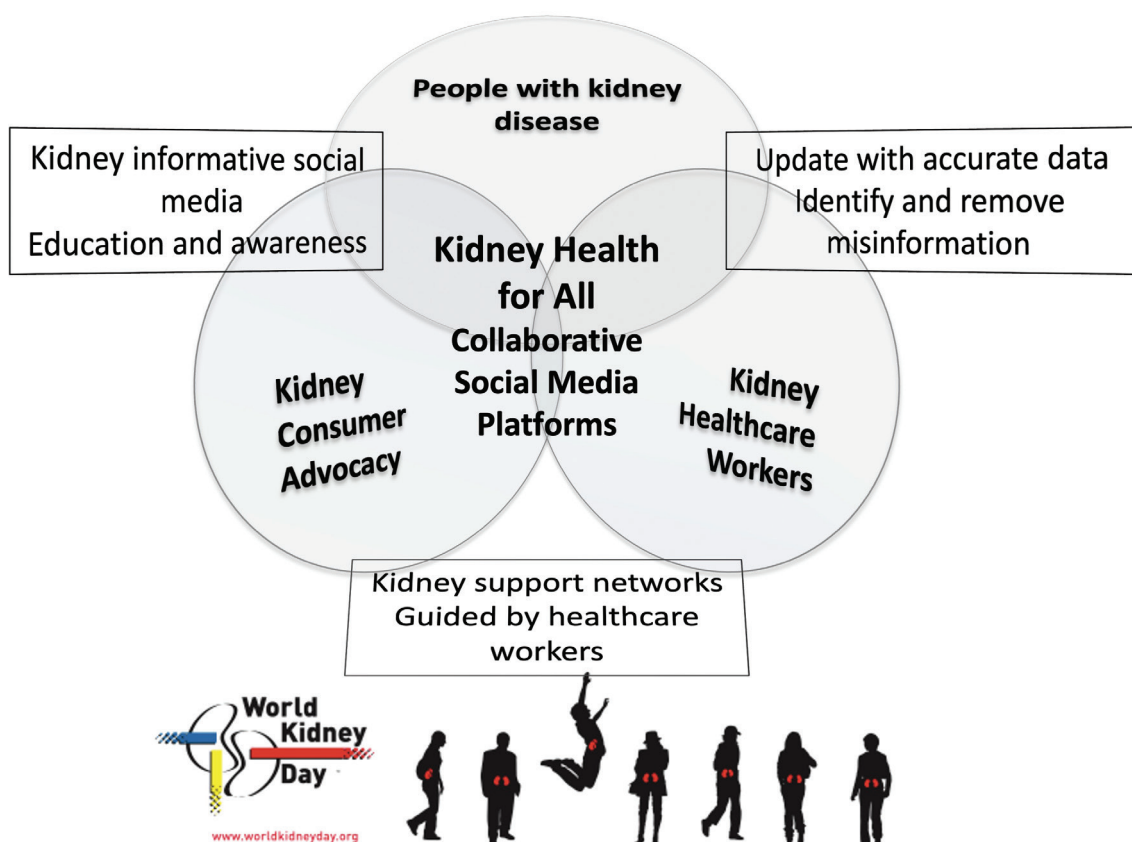 People with kidney
disease
Kidney informative social
media
Education and awareness
Update with accurate data
Identify and remove
misinformation
Kidney Health
for All
Collaborative
Social Media
Platforms
Kidney
Consumer
Advocacy
Kidney
Healthcare
Workers
Kidney support networks
Guided by healthcare
workers
World
Kidney
Day
www.worldkidneyday.org